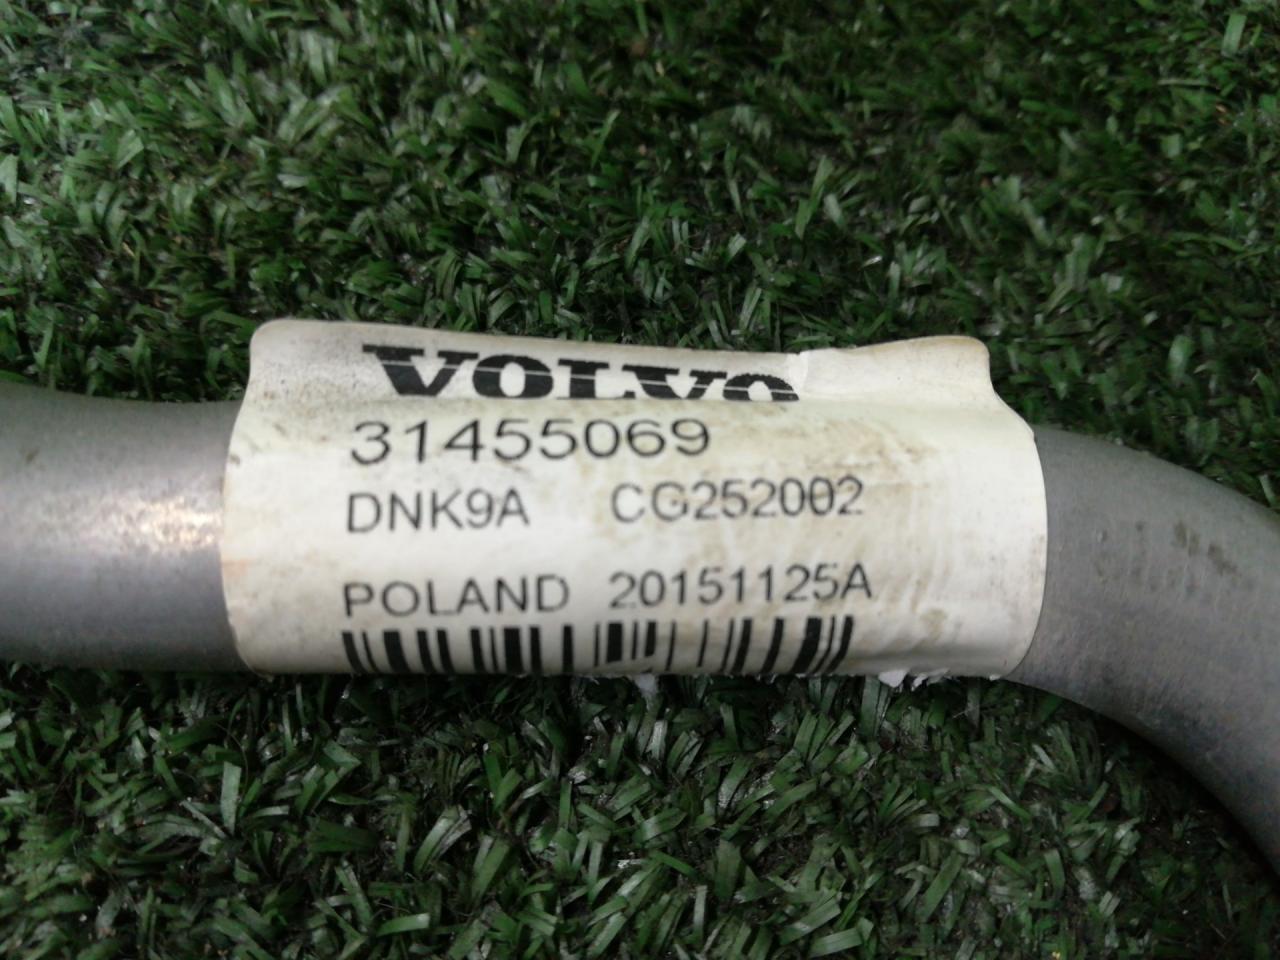 VOLVO
31455069
DNK9A CG252002
POLAND 20151125A